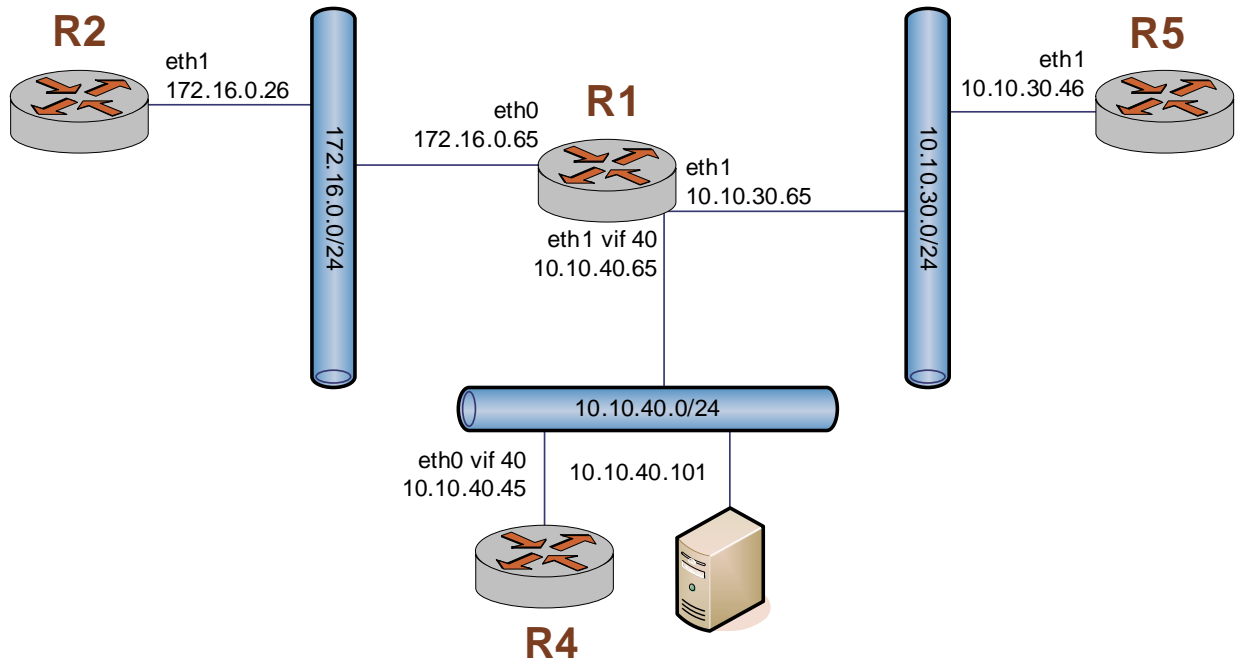 R2
eth1
172.16.0.26
172.16.0.0/24
eth0
172.16.0.65
R1
eth1
10.10.30.65
eth1 vif 40
10.10.40.65
10.10.30.0/24
eth1
10.10.30.46
R5
10.10.40.0/24
eth0 vif 40
10.10.40.45
10.10.40.101
R4